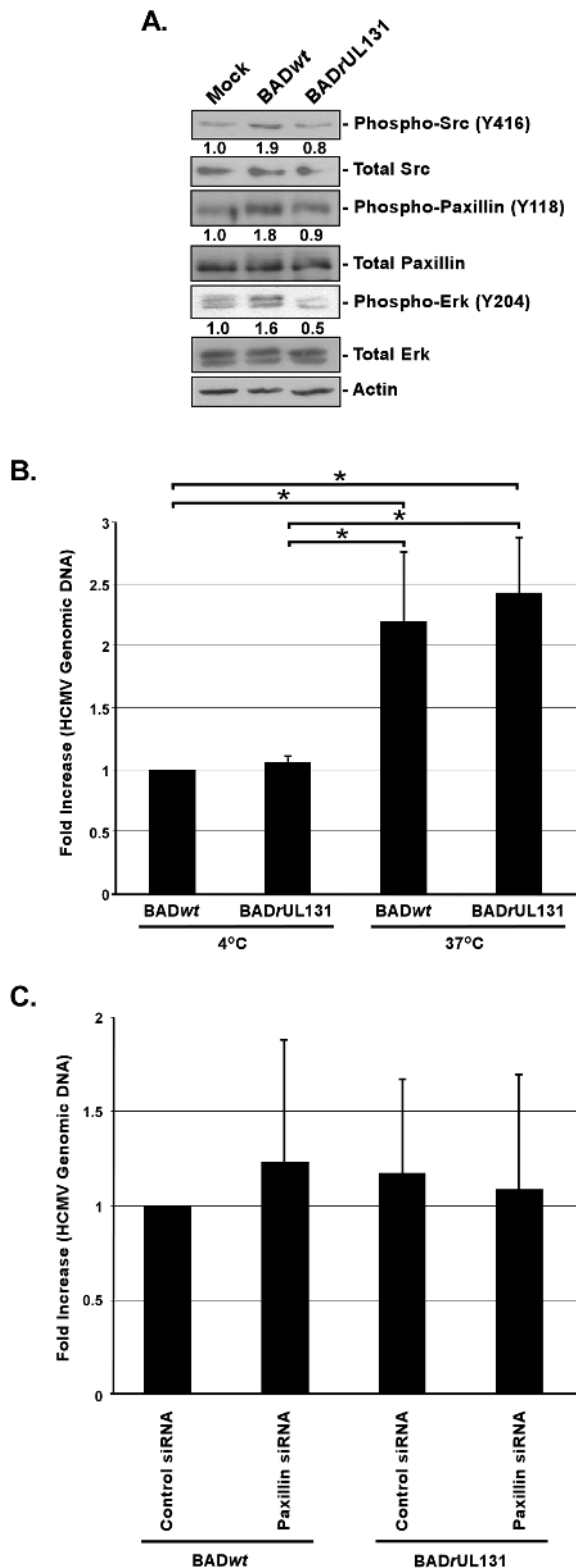 A.
Mock BADwt BADrUL131
- Phospho-Src (Y416)
1.0 1.9 0.8
- Total Src
- Phospho-Paxillin (Y118)
1.0 1.8 0.9
- Total Paxillin
- Phospho-Erk (Y204)
1.0 1.6 0.5
- Total Erk
- Actin
B.
* 
*
*
*
Fold Increase (HCMV Genomic DNA)
3
2.5
2
1.5
1
0.5
0
BADwt BADrUL131 BADwt BADrUL131
4°C 37°C
C.
Fold Increase (HCMV Genomic DNA)
2
1.5
1
0.5
0
Control siRNA
Paxillin siRNA
Control siRNA
Paxillin siRNA
BADwt BADrUL131